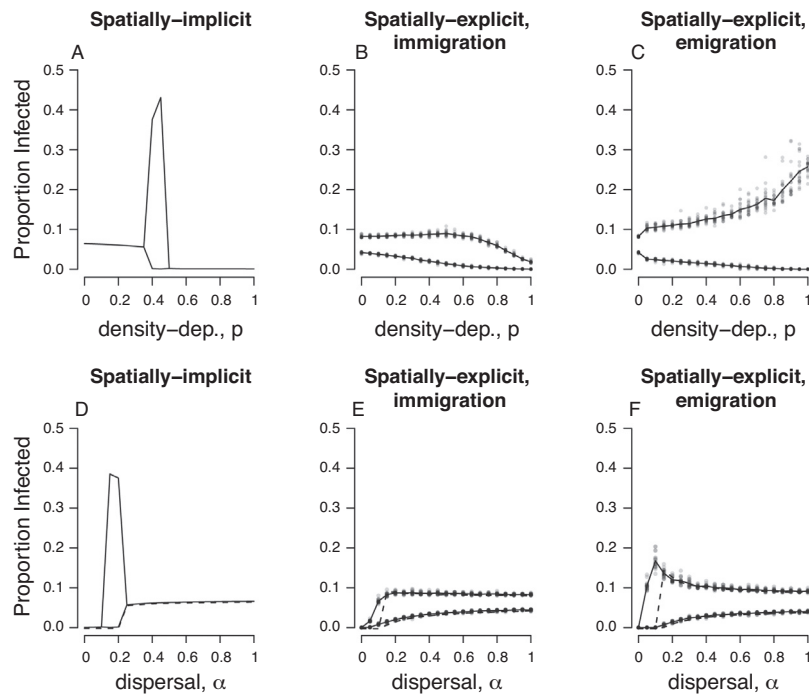 Spatially–implicit
Spatially–explicit,
immigration
Spatially–explicit,
emigration
A
B
C
Proportion Infected
0.5
0.4
0.3
0.2
0.1
0.0
0.5
0.4
0.3
0.2
0.1
0.0
0.5
0.4
0.3
0.2
0.1
0.0
0 0.2 0.4 0.6 0.8 1
0 0.2 0.4 0.6 0.8 1
0 0.2 0.4 0.6 0.8 1
density–dep., p
density–dep., p
density–dep., p
Spatially–implicit
Spatially–explicit,
immigration
Spatially–explicit,
emigration
D
E
F
Proportion Infected
0.5
0.4
0.3
0.2
0.1
0.0
0.5
0.4
0.3
0.2
0.1
0.0
0.5
0.4
0.3
0.2
0.1
0.0
0 0.2 0.4 0.6 0.8 1
0 0.2 0.4 0.6 0.8 1
0 0.2 0.4 0.6 0.8 1
dispersal, α
dispersal, α
dispersal, α